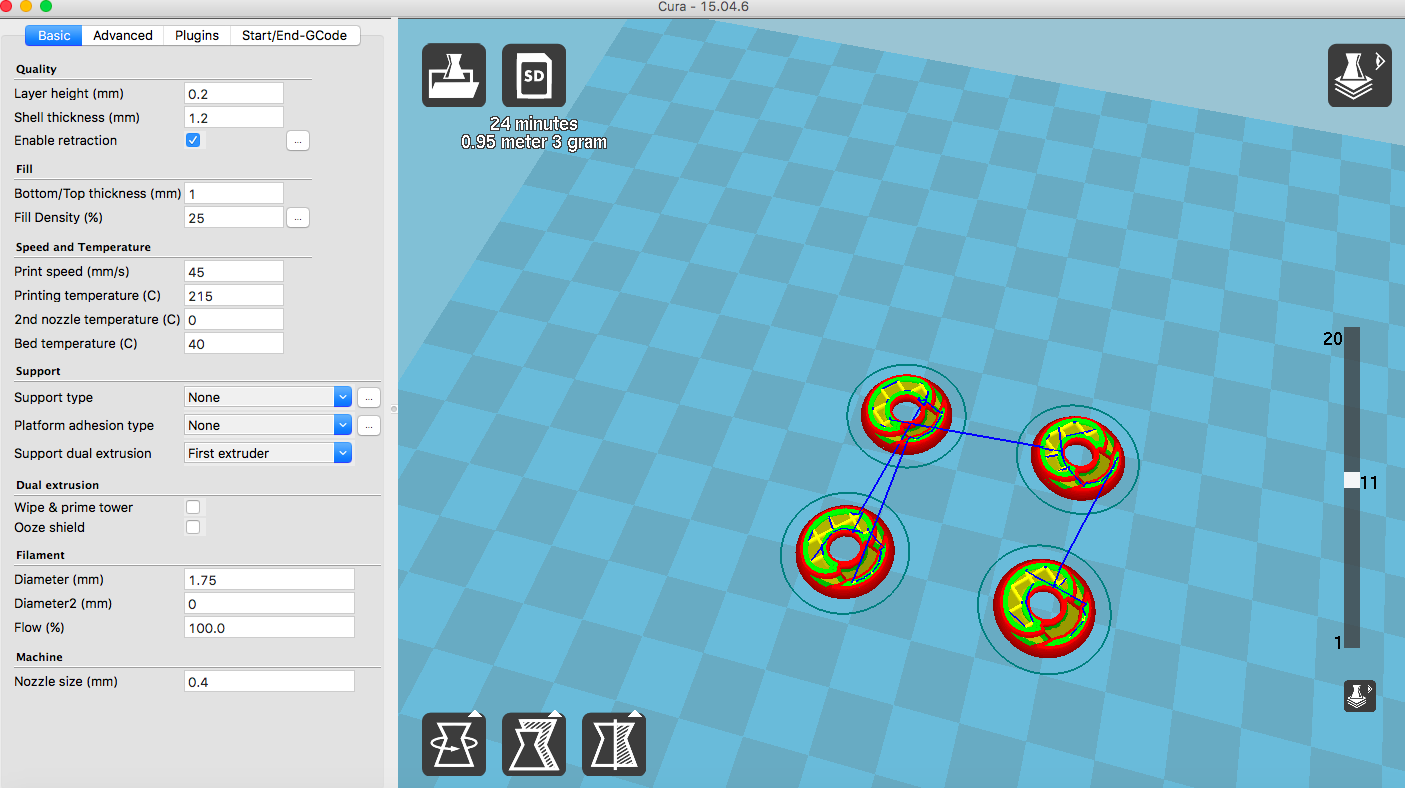 Cura - 15.04.6
Basic Advanced Plugins Start/End-GCode
Quality
Layer height (mm) 0.2
Shell thickness (mm) 1.2
Enable retraction ...
Fill
Bottom/Top thickness (mm) 1
Fill Density (%) 25 ...
Speed and Temperature
Print speed (mm/s) 45
Printing temperature (C) 215
2nd nozzle temperature (C) 0
Bed temperature (C) 40
Support
Support type None ...
Platform adhesion type None ...
Support dual extrusion First extruder
Dual extrusion
Wipe & prime tower
Ooze shield
Filament
Diameter (mm) 1.75
Diameter2 (mm) 0
Flow (%) 100.0
Machine
Nozzle size (mm) 0.4
SD
24 minutes
0.95 meter 3 gram
20
11
1